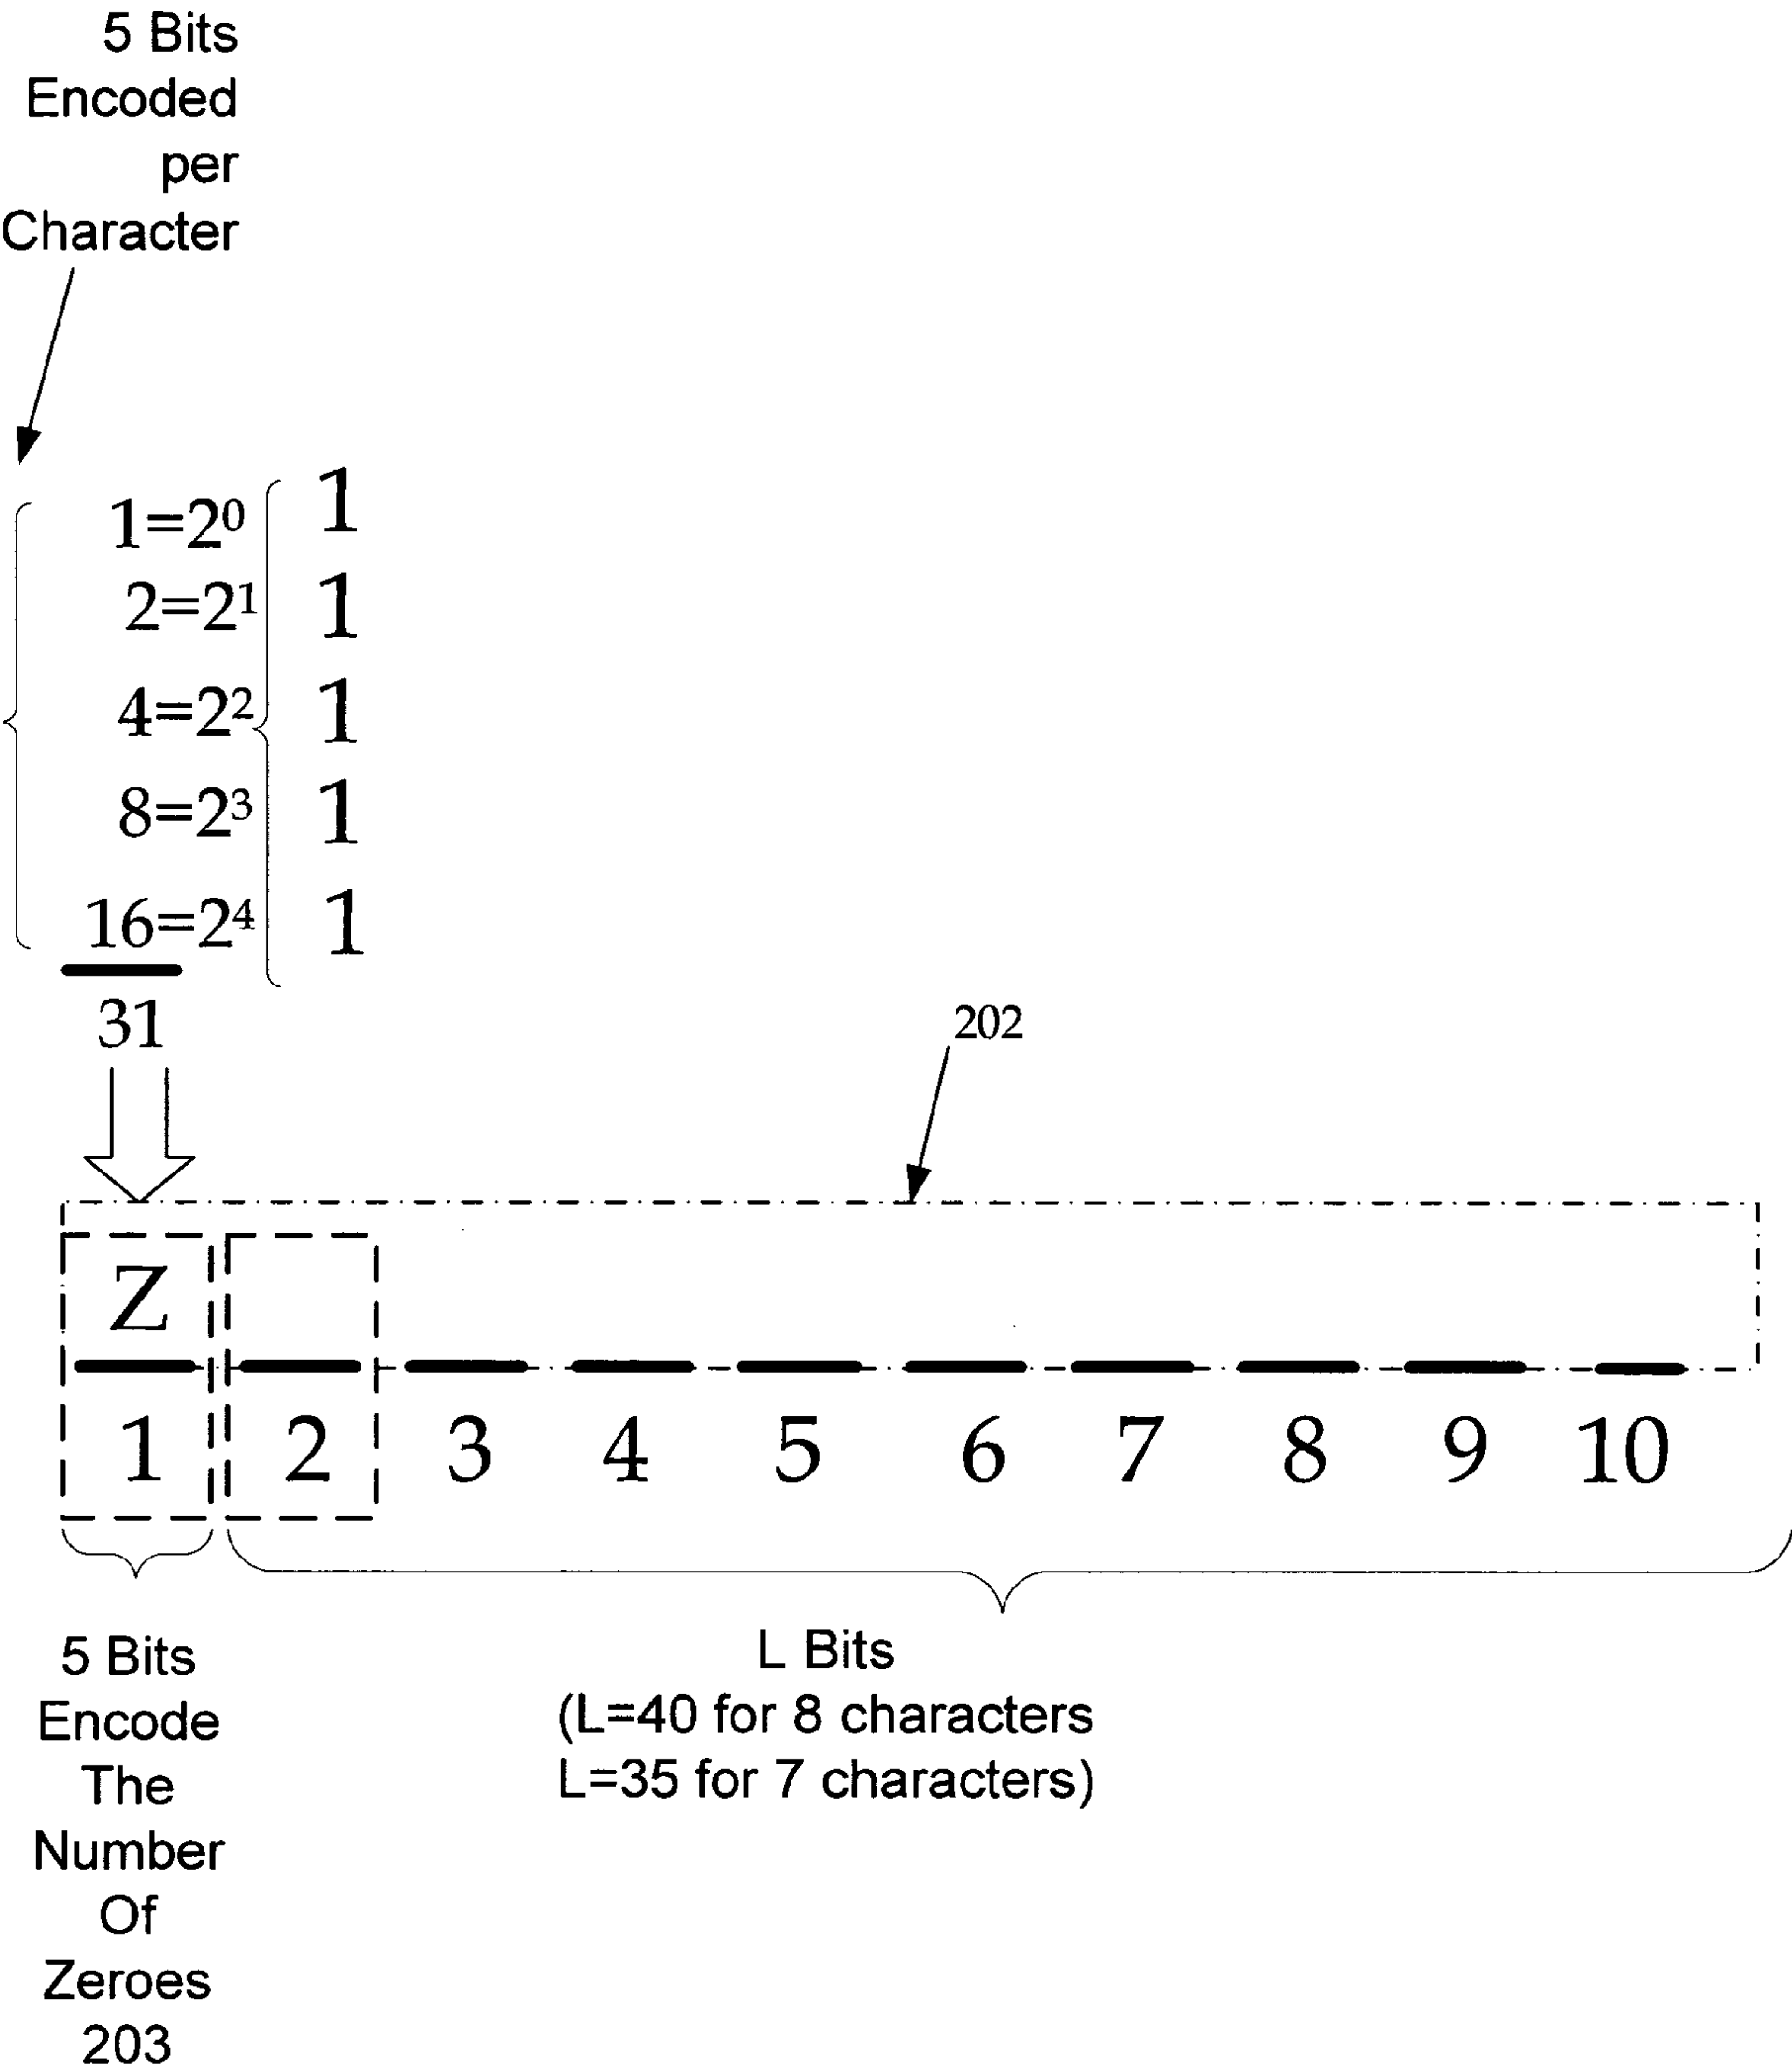 5 Bits
Encoded
per
Character
1=2⁰ 1
2=2¹ 1
4=2² 1
8=2³ 1
16=2⁴ 1
31
202
Z
1 2 3 4 5 6 7 8 9 10
5 Bits
Encode
The
Number
Of
Zeroes
203
L Bits
(L=40 for 8 characters
L=35 for 7 characters)